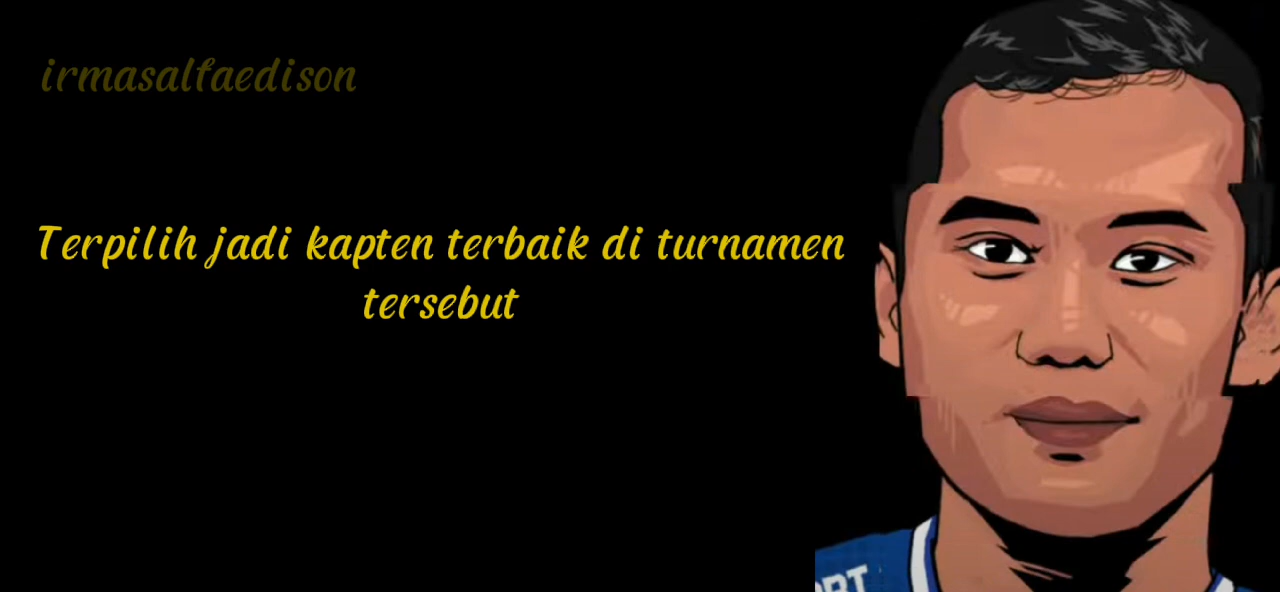 irmasalfaedison
Terpilih jadi kapten terbaik di turnamen
tersebut